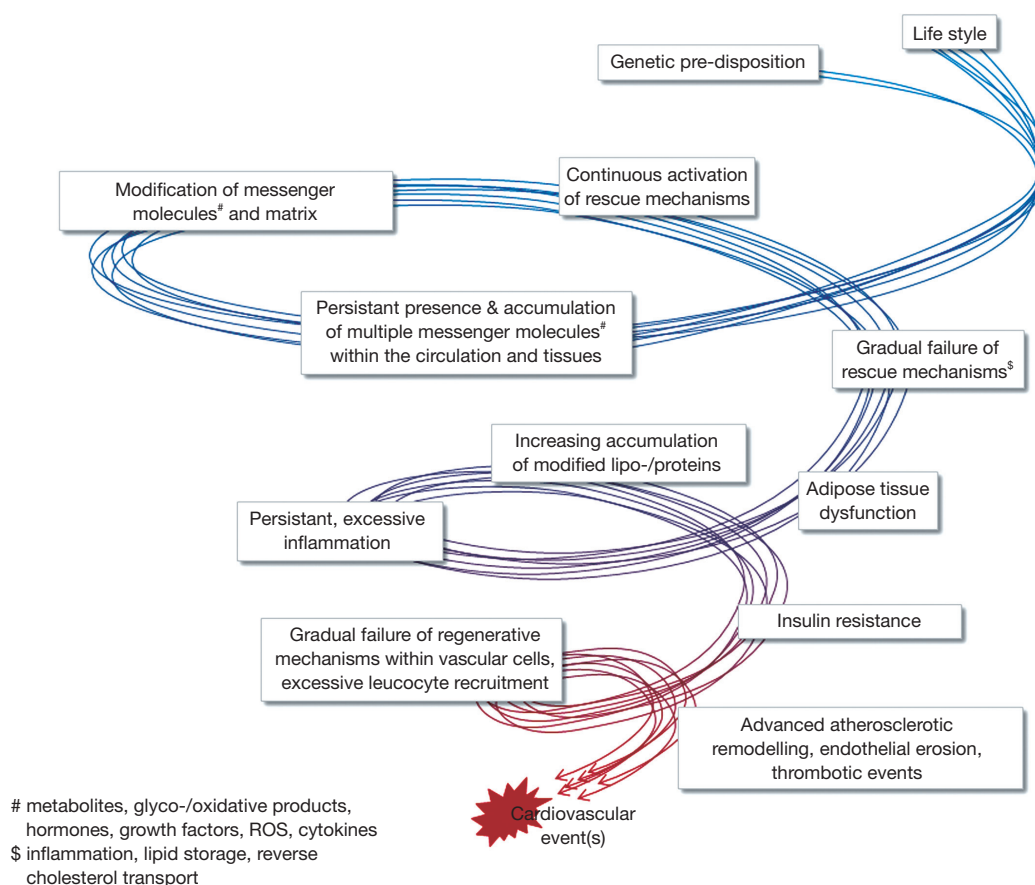 Life style
Genetic pre-disposition
Modification of messenger
molecules# and matrix
Continuous activation
of rescue mechanisms
Persistant presence & accumulation
of multiple messenger molecules#
within the circulation and tissues
Gradual failure of
rescue mechanisms$
Increasing accumulation
of modified lipo-/proteins
Adipose tissue
dysfunction
Persistant, excessive
inflammation
Insulin resistance
Gradual failure of regenerative
mechanisms within vascular cells,
excessive leucocyte recruitment
Advanced atherosclerotic
remodelling, endothelial erosion,
thrombotic events
Cardiovascular
event(s)
# metabolites, glyco-/oxidative products,
hormones, growth factors, ROS, cytokines
$ inflammation, lipid storage, reverse
cholesterol transport